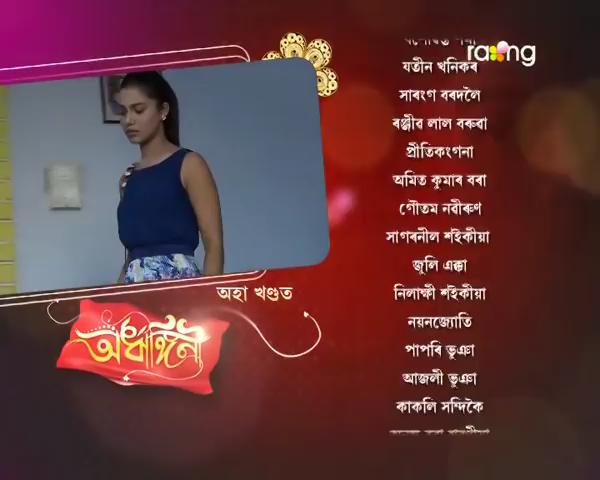 rang
যতীন খনিকৰ
সাৰংগ বৰদলৈ
ৰঞ্জীৱ লাল বৰুৱা
প্ৰীতিকংগনা
অমিত কুমাৰ বৰা
গৌতম নবীৰুণ
সাগৰনীল শইকীয়া
জুলি এক্কা
নিলাক্ষী শইকীয়া
নয়নজ্যোতি
পাপৰি ভূঞা
আজলী ভূঞা
কাকলি সন্দিকৈ
অহা খণ্ডত
অৰ্ধাঙ্গিনী